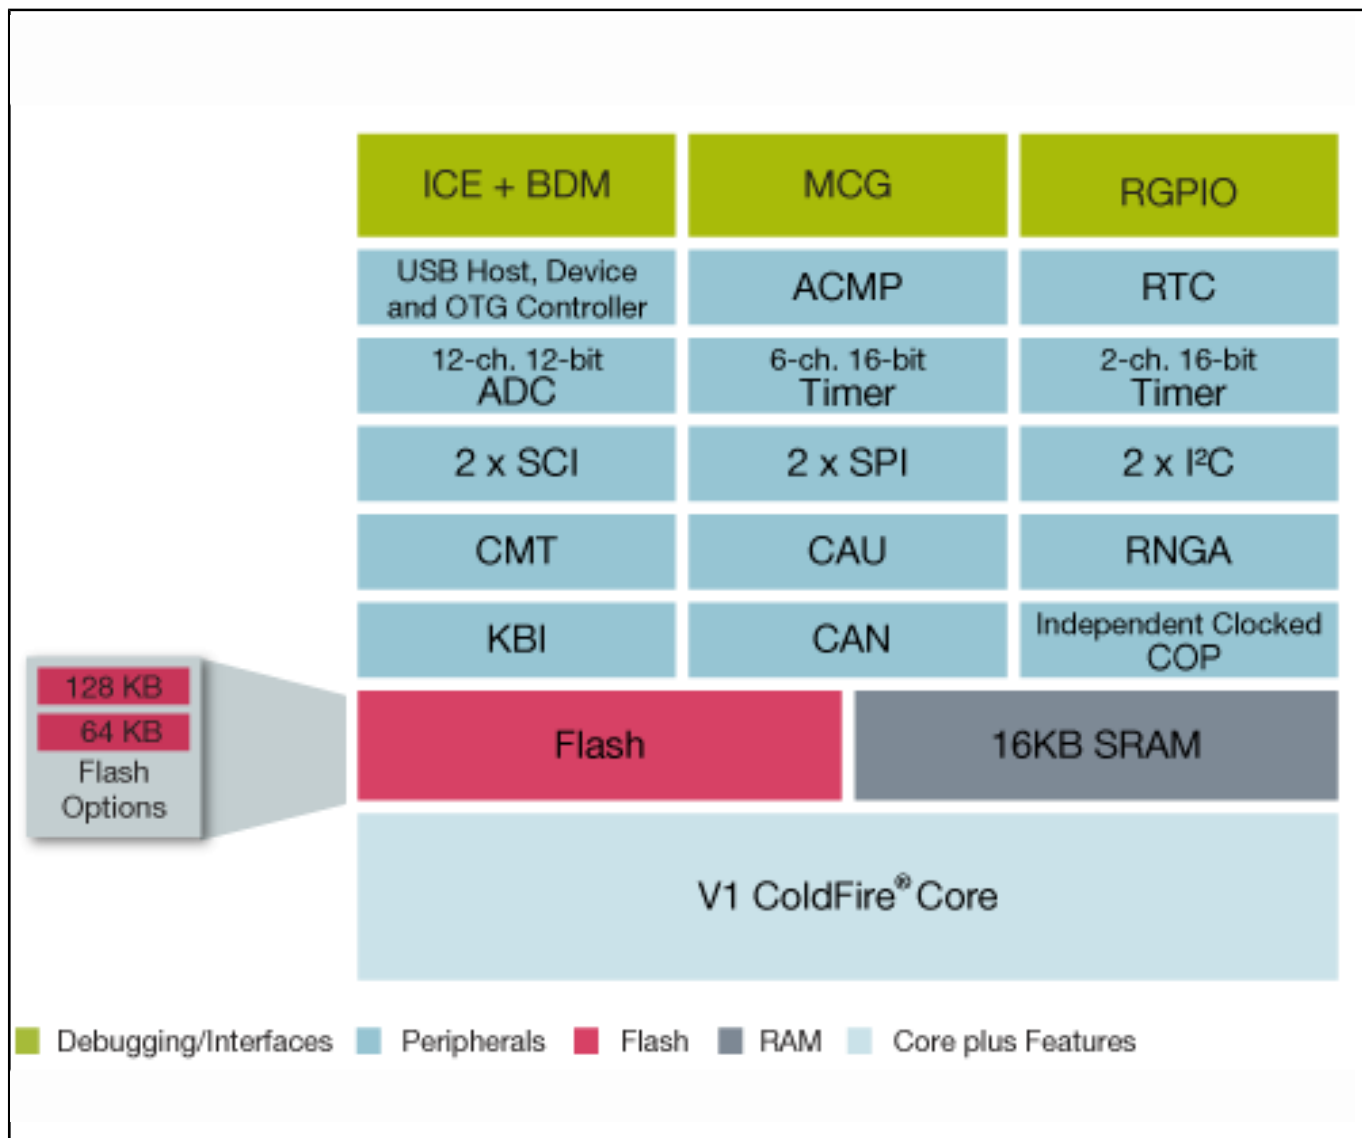 ICE + BDM
MCG
RGPIO
USB Host, Device
and OTG Controller
ACMP
RTC
12-ch. 12-bit
ADC
6-ch. 16-bit
Timer
2-ch. 16-bit
Timer
2 x SCI
2 x SPI
2 x I²C
CMT
CAU
RNGA
KBI
CAN
Independent Clocked
COP
128 KB
64 KB
Flash
Options
Flash
16KB SRAM
V1 ColdFire® Core
Debugging/Interfaces
Peripherals
Flash
RAM
Core plus Features